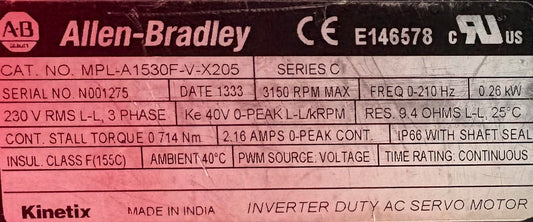 A-B Allen-Bradley CE E146578 c RU US
CAT. NO. MPL-A1530F-V-X205 SERIES C
SERIAL NO. N001275 DATE 1333 3150 RPM MAX FREQ 0-210 Hz 0.26 kW
230 V RMS L-L, 3 PHASE Ke 40V 0-PEAK L-L/kRPM RES. 9.4 OHMS L-L, 25°C
CONT. STALL TORQUE 0.714 Nm 2.16 AMPS 0-PEAK CONT. IP66 WITH SHAFT SEAL
INSUL. CLASS F(155C) AMBIENT 40°C PWM SOURCE: VOLTAGE TIME RATING: CONTINUOUS
Kinetix MADE IN INDIA INVERTER DUTY AC SERVO MOTOR